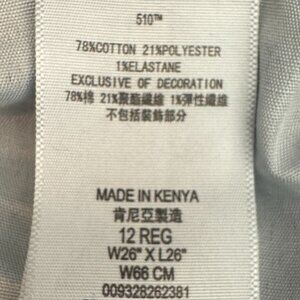 510™
78%COTTON 21%POLYESTER
1%ELASTANE
EXCLUSIVE OF DECORATION
78%棉 21%聚酯纖維 1%彈性纖維
不包括裝飾部分
MADE IN KENYA
肯尼亞製造
12 REG
W26" X L26"
W66 CM
009328262381